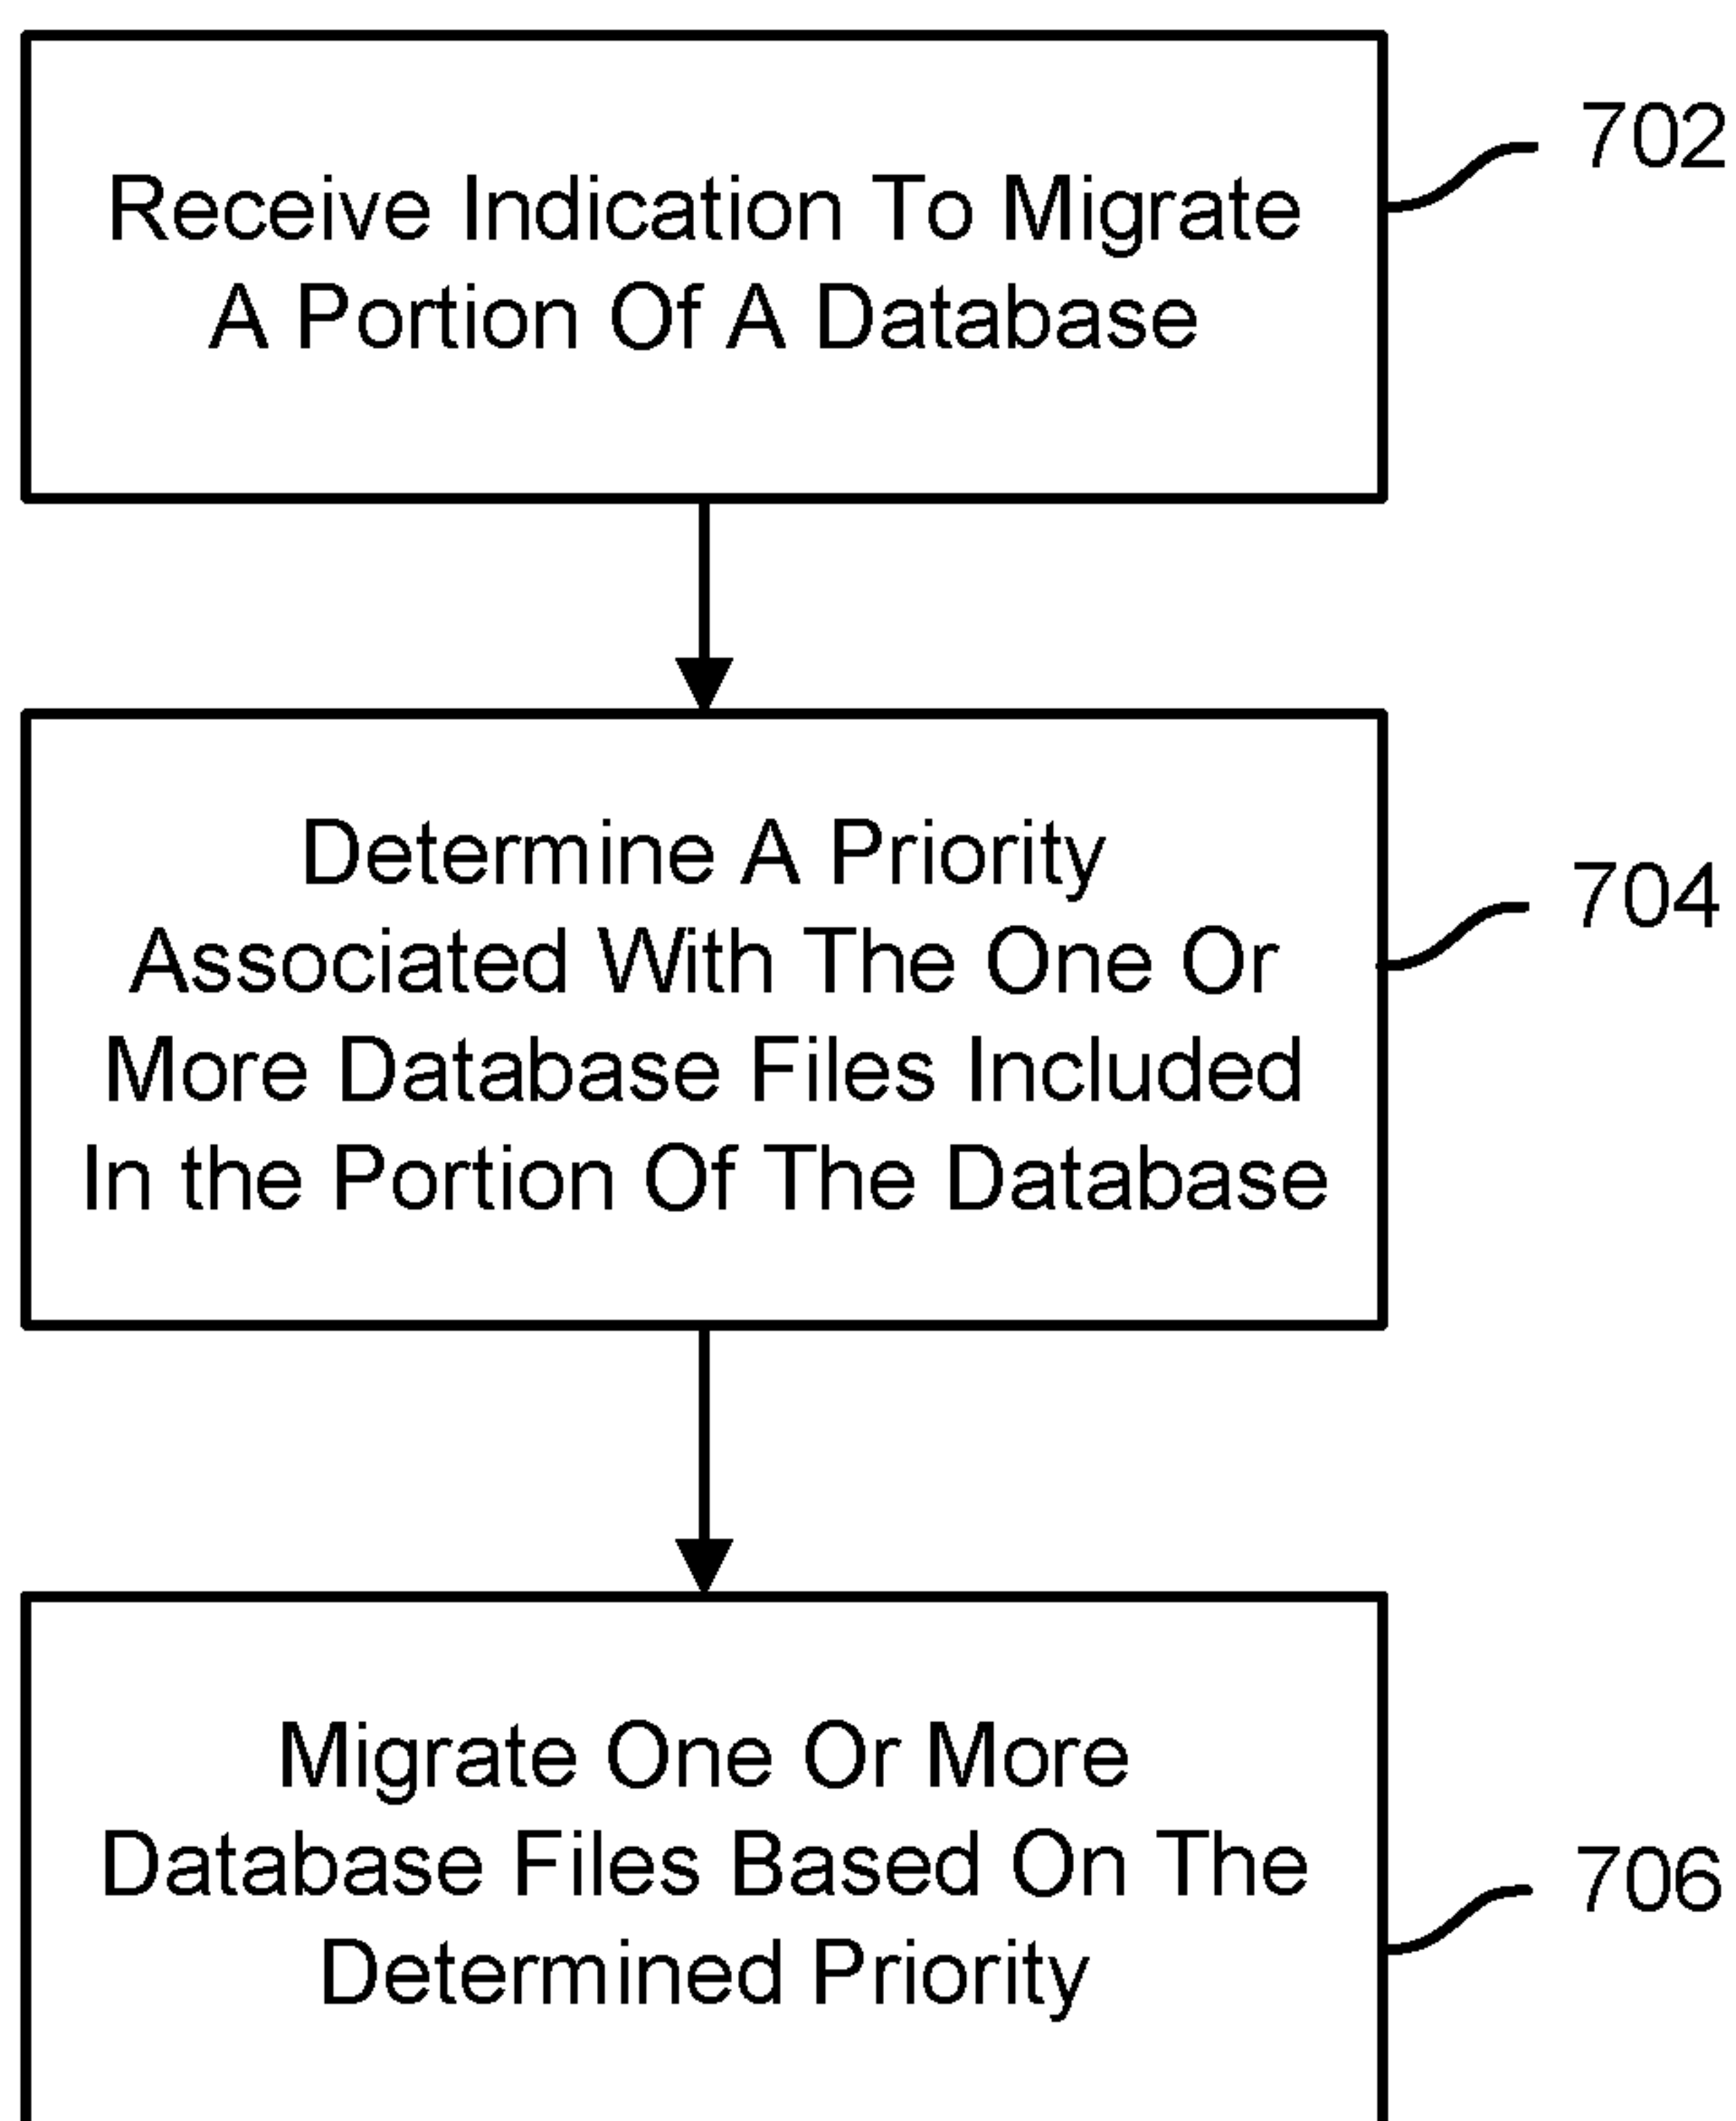 Receive Indication To Migrate
A Portion Of A Database
702
Determine A Priority
Associated With The One Or
More Database Files Included
In the Portion Of The Database
704
Migrate One Or More
Database Files Based On The
Determined Priority
706